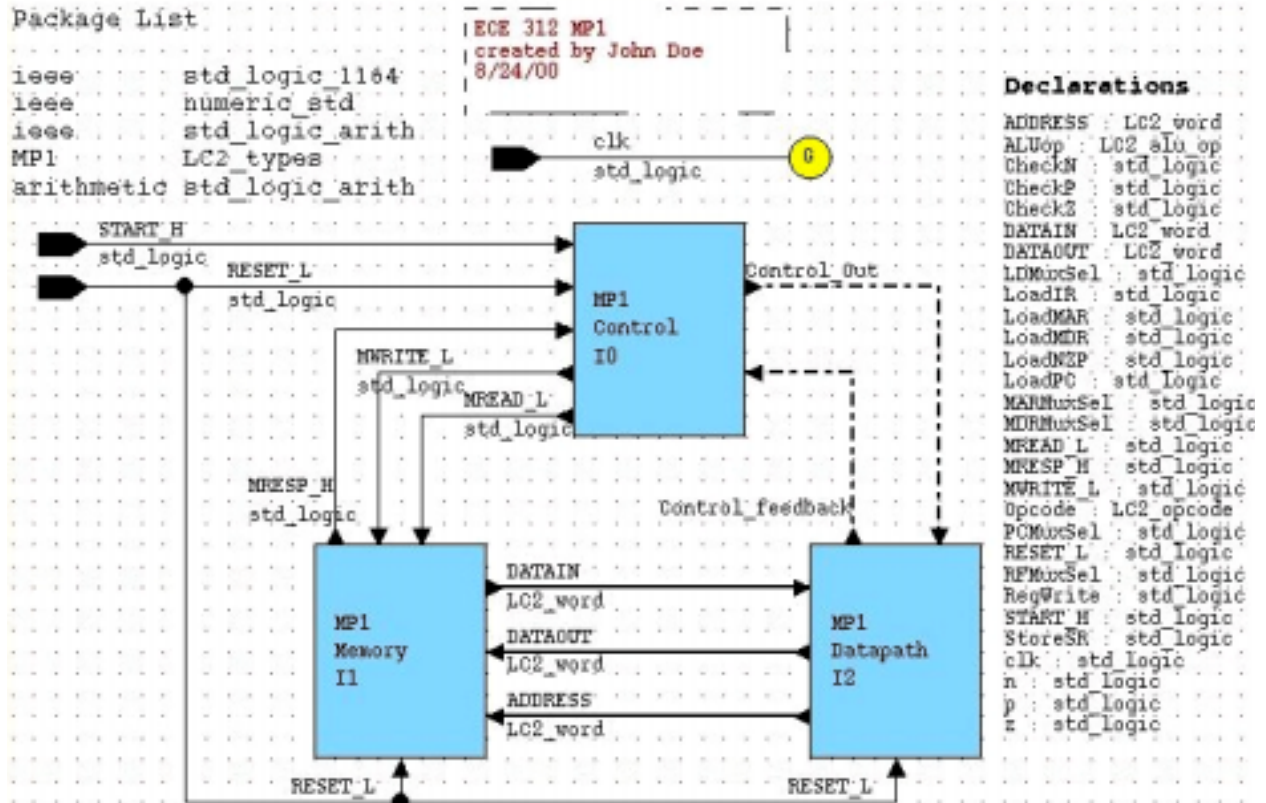 Package List
ieee std_logic_1164
ieee numeric_std
ieee std_logic_arith
MP1 LC2_types
arithmetic std_logic_arith
ECE 312 MP1
created by John Doe
8/24/00
clk
std_logic
G
START_H
std_logic
RESET_L
std_logic
MP1
Control
I0
Control_Out
MWRITE_L
std_logic
MREAD_L
std_logic
MRESP_H
std_logic
Control_feedback
MP1
Memory
I1
DATAIN
LC2_word
DATAOUT
LC2_word
ADDRESS
LC2_word
MP1
Datapath
I2
RESET_L
RESET_L
Declarations
ADDRESS : LC2_word
ALUop : LC2_alu_op
CheckN : std_logic
CheckP : std_logic
CheckZ : std_logic
DATAIN : LC2_word
DATAOUT : LC2_word
LDMuxSel : std_logic
LoadIR : std_logic
LoadMAR : std_logic
LoadMDR : std_logic
LoadNZP : std_logic
LoadPC : std_logic
MARMuxSel : std_logic
MDRMuxSel : std_logic
MREAD_L : std_logic
MRESP_H : std_logic
MWRITE_L : std_logic
Opcode : LC2_opcode
PCMuxSel : std_logic
RESET_L : std_logic
RFMuxSel : std_logic
RegWrite : std_logic
START_H : std_logic
StoreSR : std_logic
clk : std_logic
n : std_logic
p : std_logic
z : std_logic